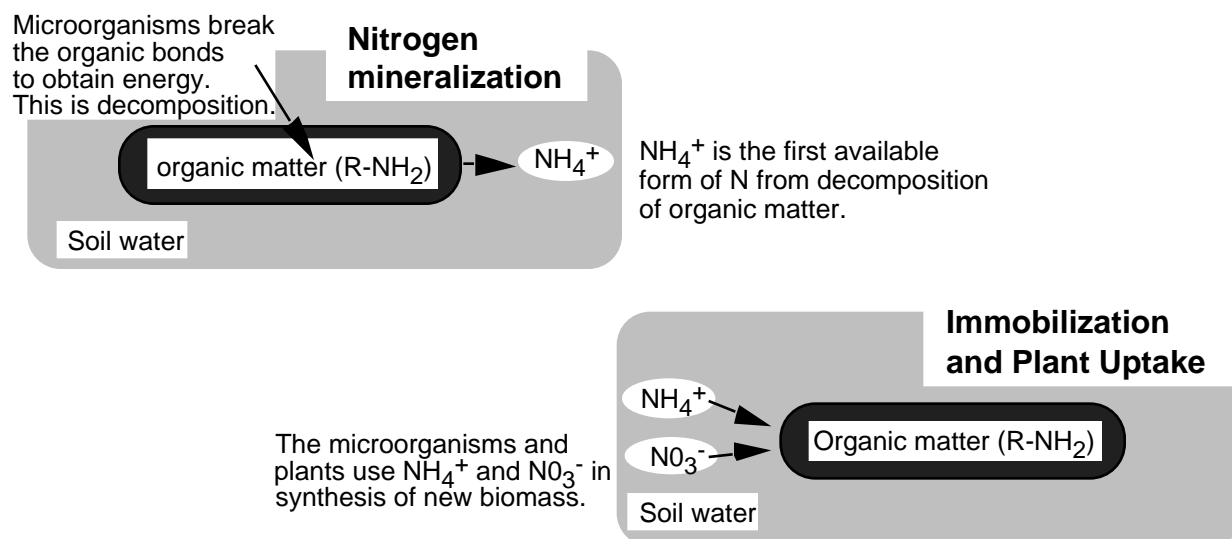 Microorganisms break
the organic bonds
to obtain energy.
This is decomposition.
Nitrogen
mineralization
organic matter (R-NH₂)
NH₄⁺
Soil water
NH₄⁺ is the first available
form of N from decomposition
of organic matter.
Immobilization
and Plant Uptake
NH₄⁺
N0₃⁻
Organic matter (R-NH₂)
Soil water
The microorganisms and
plants use NH₄⁺ and N0₃⁻ in
synthesis of new biomass.